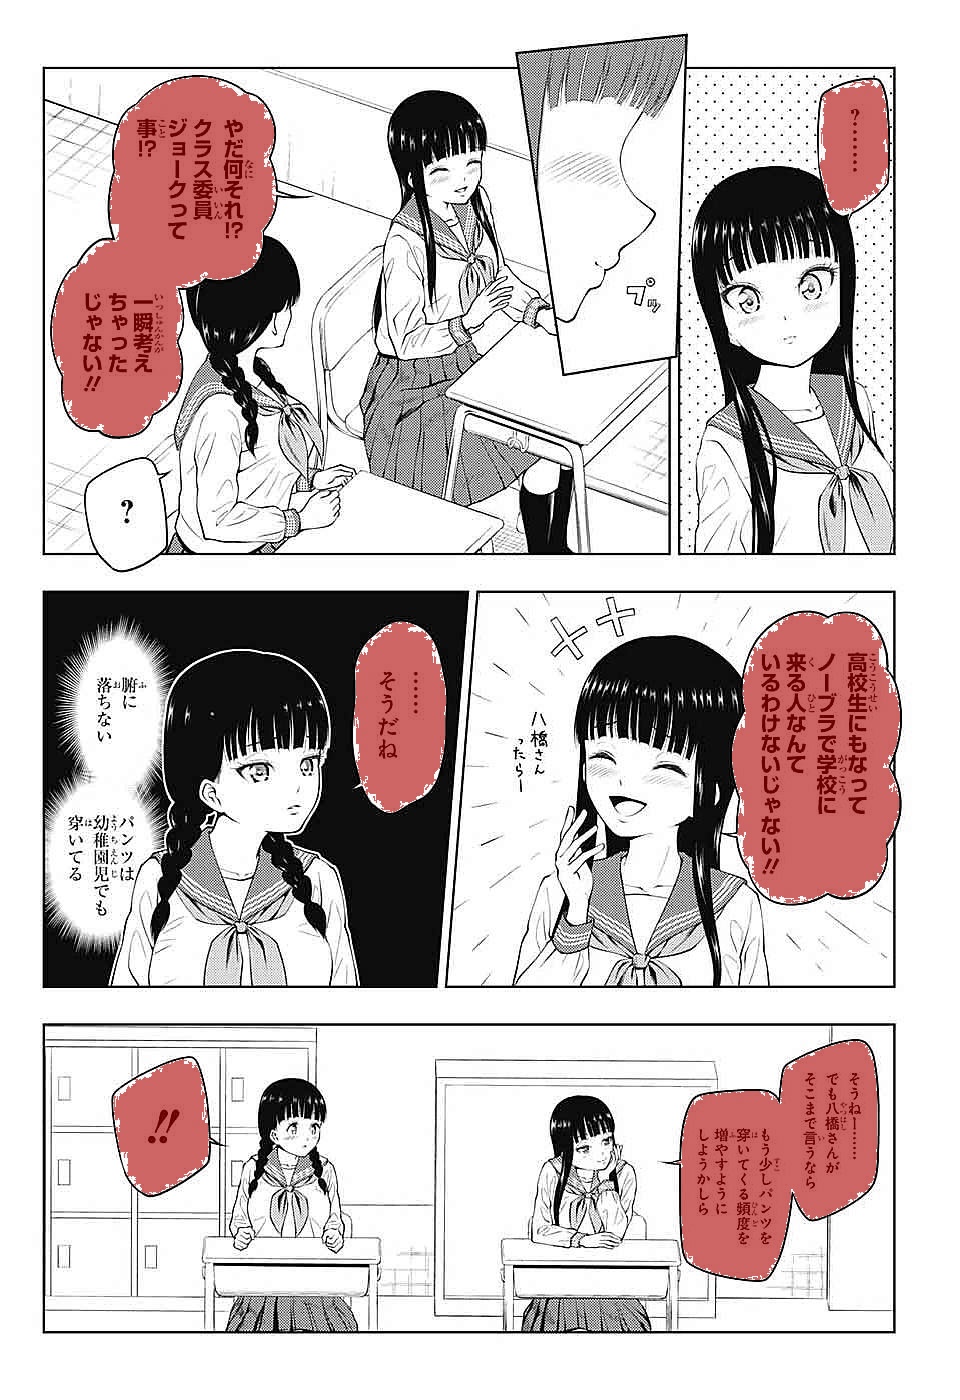 ？……
プッ
やだ何それ!?
クラス委員
ジョークって
事!?
一瞬考え
ちゃった
じゃない!!
？
高校生にもなって
ノーブラで学校に
来る人なんて
いるわけないじゃない!!
八橋さん
ったらー
……
そうだね
腑に
落ちない
パンツは
幼稚園児でも
穿いてる
そうねー……
でも八橋さんが
そこまで言うなら
もう少しパンツを
穿いてくる頻度を
増やすように
しようかしら
!!